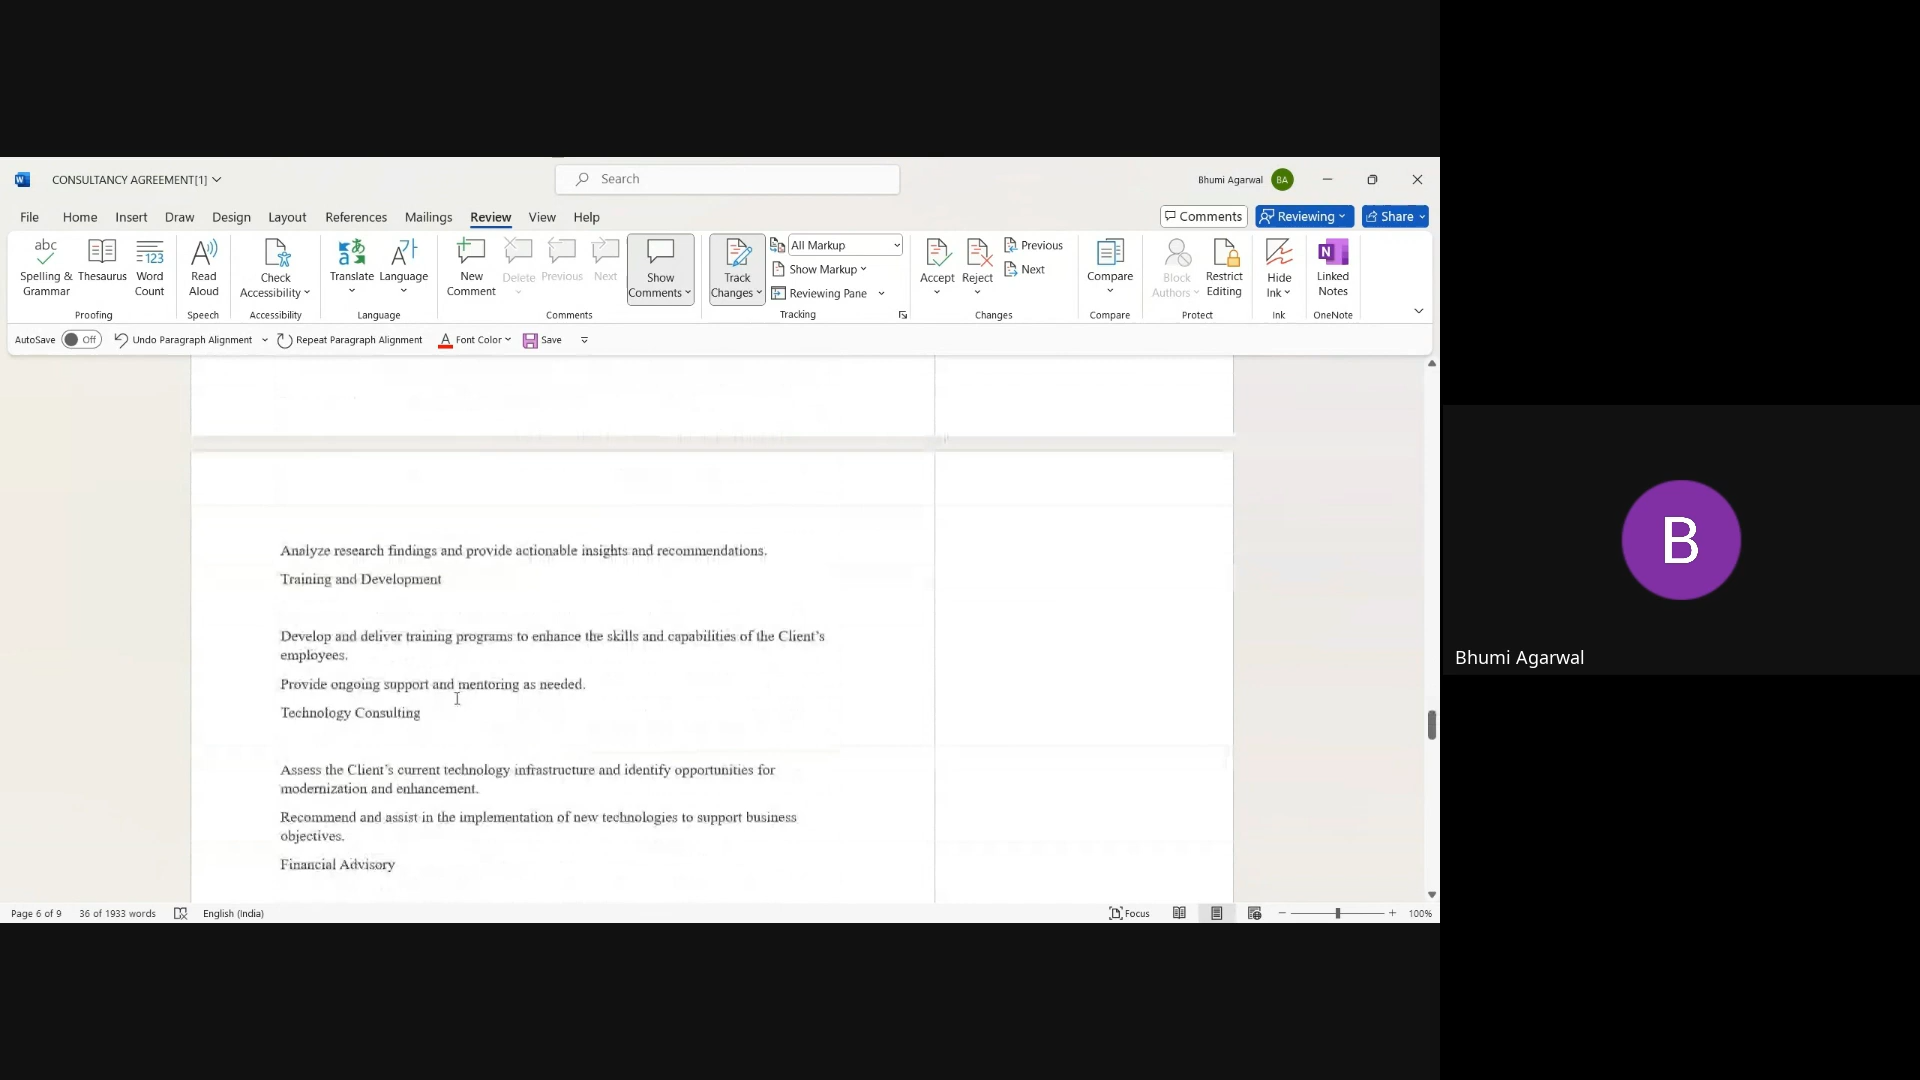 CONSULTANCY AGREEMENT[1]
Search
Bhumi Agarwal
BA
File
Home
Insert
Draw
Design
Layout
References
Mailings
Review
View
Help
Comments
Reviewing
Share
abc
Spelling &
Grammar
Thesaurus
123
Word
Count
Read
Aloud
Check
Accessibility
Translate
Language
New
Comment
Delete
Previous
Next
Show
Comments
Track
Changes
All Markup
Show Markup
Reviewing Pane
Accept
Reject
Previous
Next
Compare
Block
Authors
Restrict
Editing
Hide
Ink
Linked
Notes
Proofing
Speech
Accessibility
Language
Comments
Tracking
Changes
Compare
Protect
Ink
OneNote
AutoSave
Off
Undo Paragraph Alignment
Repeat Paragraph Alignment
Font Color
Save
Analyze research findings and provide actionable insights and recommendations.
Training and Development
Develop and deliver training programs to enhance the skills and capabilities of the Client's
employees.
Provide ongoing support and mentoring as needed.
Technology Consulting
Assess the Client's current technology infrastructure and identify opportunities for
modernization and enhancement.
Recommend and assist in the implementation of new technologies to support business
objectives.
Financial Advisory
Page 6 of 9
36 of 1933 words
English (India)
Focus
100%
B
Bhumi Agarwal